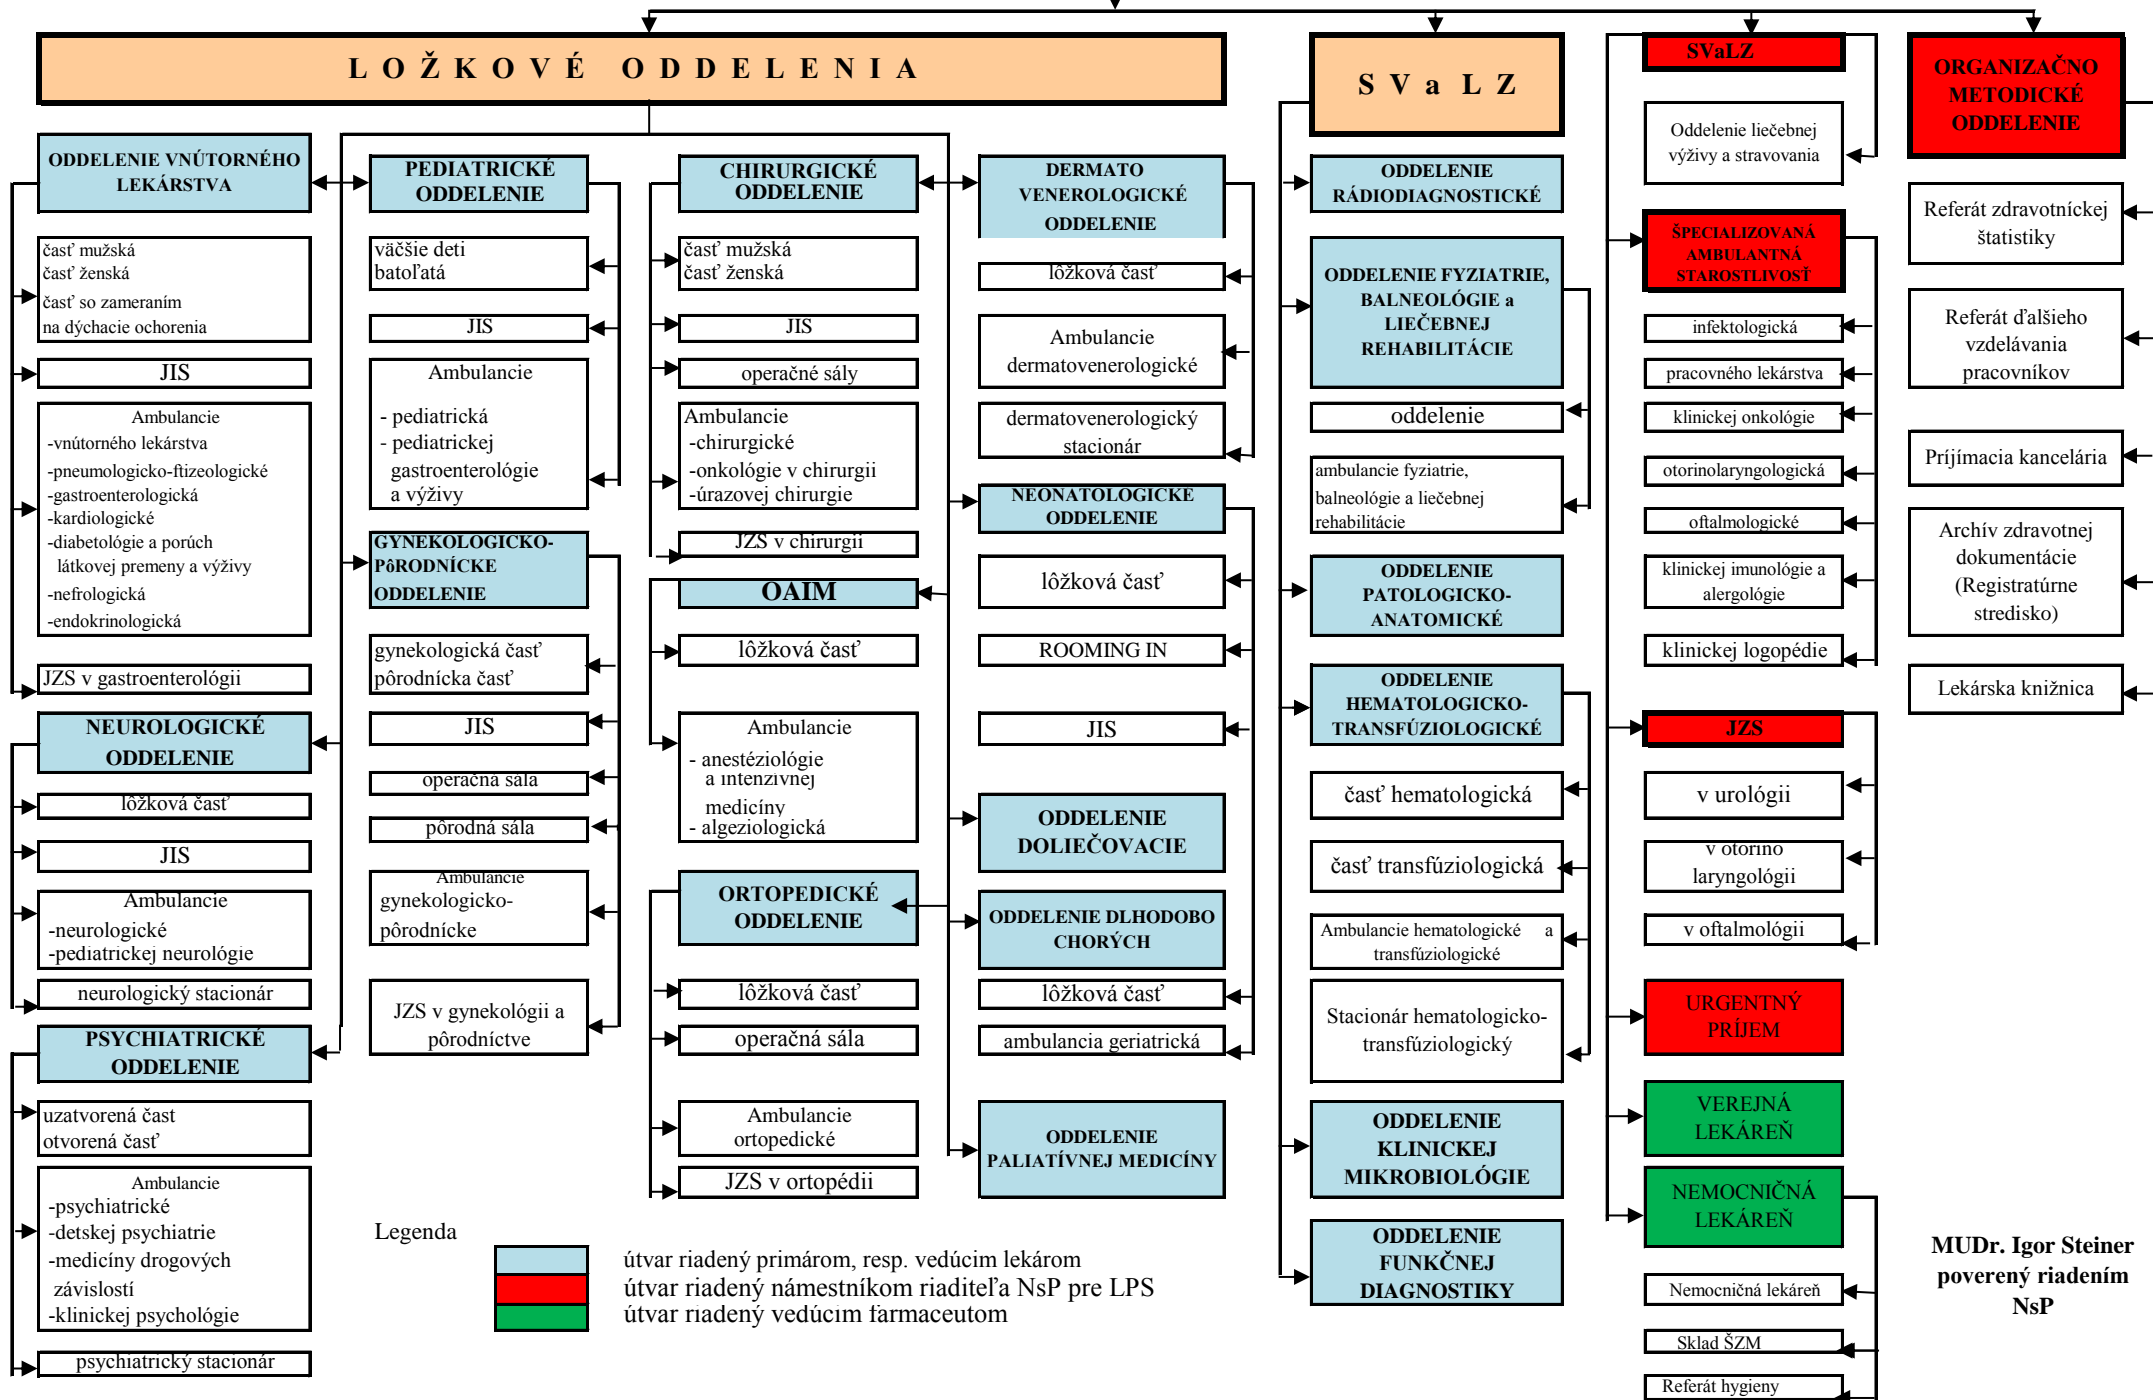 L O Ž K O V É   O D D E L E N I A
ODDELENIE VNÚTORNÉHO
LEKÁRSTVA
časť mužská
časť ženská
časť so zameraním
na dýchacie ochorenia
JIS
Ambulancie
-vnútorného lekárstva
-pneumologicko-ftizeologické
-gastroenterologická
-kardiologické
-diabetológie a porúch
látkovej premeny a výživy
-nefrologická
-endokrinologická
JZS v gastroenterológii
NEUROLOGICKÉ
ODDELENIE
lôžková časť
JIS
Ambulancie
-neurologické
-pediatrickej neurológie
neurologický stacionár
PSYCHIATRICKÉ
ODDELENIE
uzatvorená čast
otvorená časť
Ambulancie
-psychiatrické
-detskej psychiatrie
-medicíny drogových
závislostí
-klinickej psychológie
psychiatrický stacionár
PEDIATRICKÉ
ODDELENIE
väčšie deti
batoľatá
JIS
Ambulancie
- pediatrická
- pediatrickej
gastroenterológie
a výživy
GYNEKOLOGICKO-
PôRODNÍCKE
ODDELENIE
gynekologická časť
pôrodnícka časť
JIS
operačná sála
pôrodná sála
Ambulancie
gynekologicko-
pôrodnícke
JZS v gynekológii a
pôrodníctve
CHIRURGICKÉ
ODDELENIE
časť mužská
časť ženská
JIS
operačné sály
Ambulancie
-chirurgické
-onkológie v chirurgii
-úrazovej chirurgie
JZS v chirurgii
OAIM
lôžková časť
Ambulancie
- anestéziológie
a intenzívnej
medicíny
- algeziologická
ORTOPEDICKÉ
ODDELENIE
lôžková časť
operačná sála
Ambulancie
ortopedické
JZS v ortopédii
DERMATO
VENEROLOGICKÉ
ODDELENIE
lôžková časť
Ambulancie
dermatovenerologické
dermatovenerologický
stacionár
NEONATOLOGICKÉ
ODDELENIE
lôžková časť
ROOMING IN
JIS
ODDELENIE
DOLIEČOVACIE
ODDELENIE DLHODOBO
CHORÝCH
lôžková časť
ambulancia geriatrická
ODDELENIE
PALIATÍVNEJ MEDICÍNY
S V a L Z
ODDELENIE
RÁDIODIAGNOSTICKÉ
ODDELENIE FYZIATRIE,
BALNEOLÓGIE a
LIEČEBNEJ
REHABILITÁCIE
oddelenie
ambulancie fyziatrie,
balneológie a liečebnej
rehabilitácie
ODDELENIE
PATOLOGICKO-
ANATOMICKÉ
ODDELENIE
HEMATOLOGICKO-
TRANSFÚZIOLOGICKÉ
časť hematologická
časť transfúziologická
Ambulancie hematologické a
transfúziologické
Stacionár hematologicko-
transfúziologický
ODDELENIE
KLINICKEJ
MIKROBIOLÓGIE
ODDELENIE
FUNKČNEJ
DIAGNOSTIKY
SVaLZ
Oddelenie liečebnej
výživy a stravovania
ŠPECIALIZOVANÁ
AMBULANTNÁ
STAROSTLIVOSŤ
infektologická
pracovného lekárstva
klinickej onkológie
otorinolaryngologická
oftalmologické
klinickej imunológie a
alergológie
klinickej logopédie
JZS
v urológii
v otorino
laryngológii
v oftalmológii
URGENTNÝ
PRÍJEM
VEREJNÁ
LEKÁREŇ
NEMOCNIČNÁ
LEKÁREŇ
Nemocničná lekáreň
Sklad ŠZM
Referát hygieny
ORGANIZAČNO
METODICKÉ
ODDELENIE
Referát zdravotníckej
štatistiky
Referát ďalšieho
vzdelávania
pracovníkov
Príjímacia kancelária
Archív zdravotnej
dokumentácie
(Registratúrne
stredisko)
Lekárska knižnica
Legenda
útvar riadený primárom, resp. vedúcim lekárom
útvar riadený námestníkom riaditeľa NsP pre LPS
útvar riadený vedúcim farmaceutom
MUDr. Igor Steiner
poverený riadením
NsP